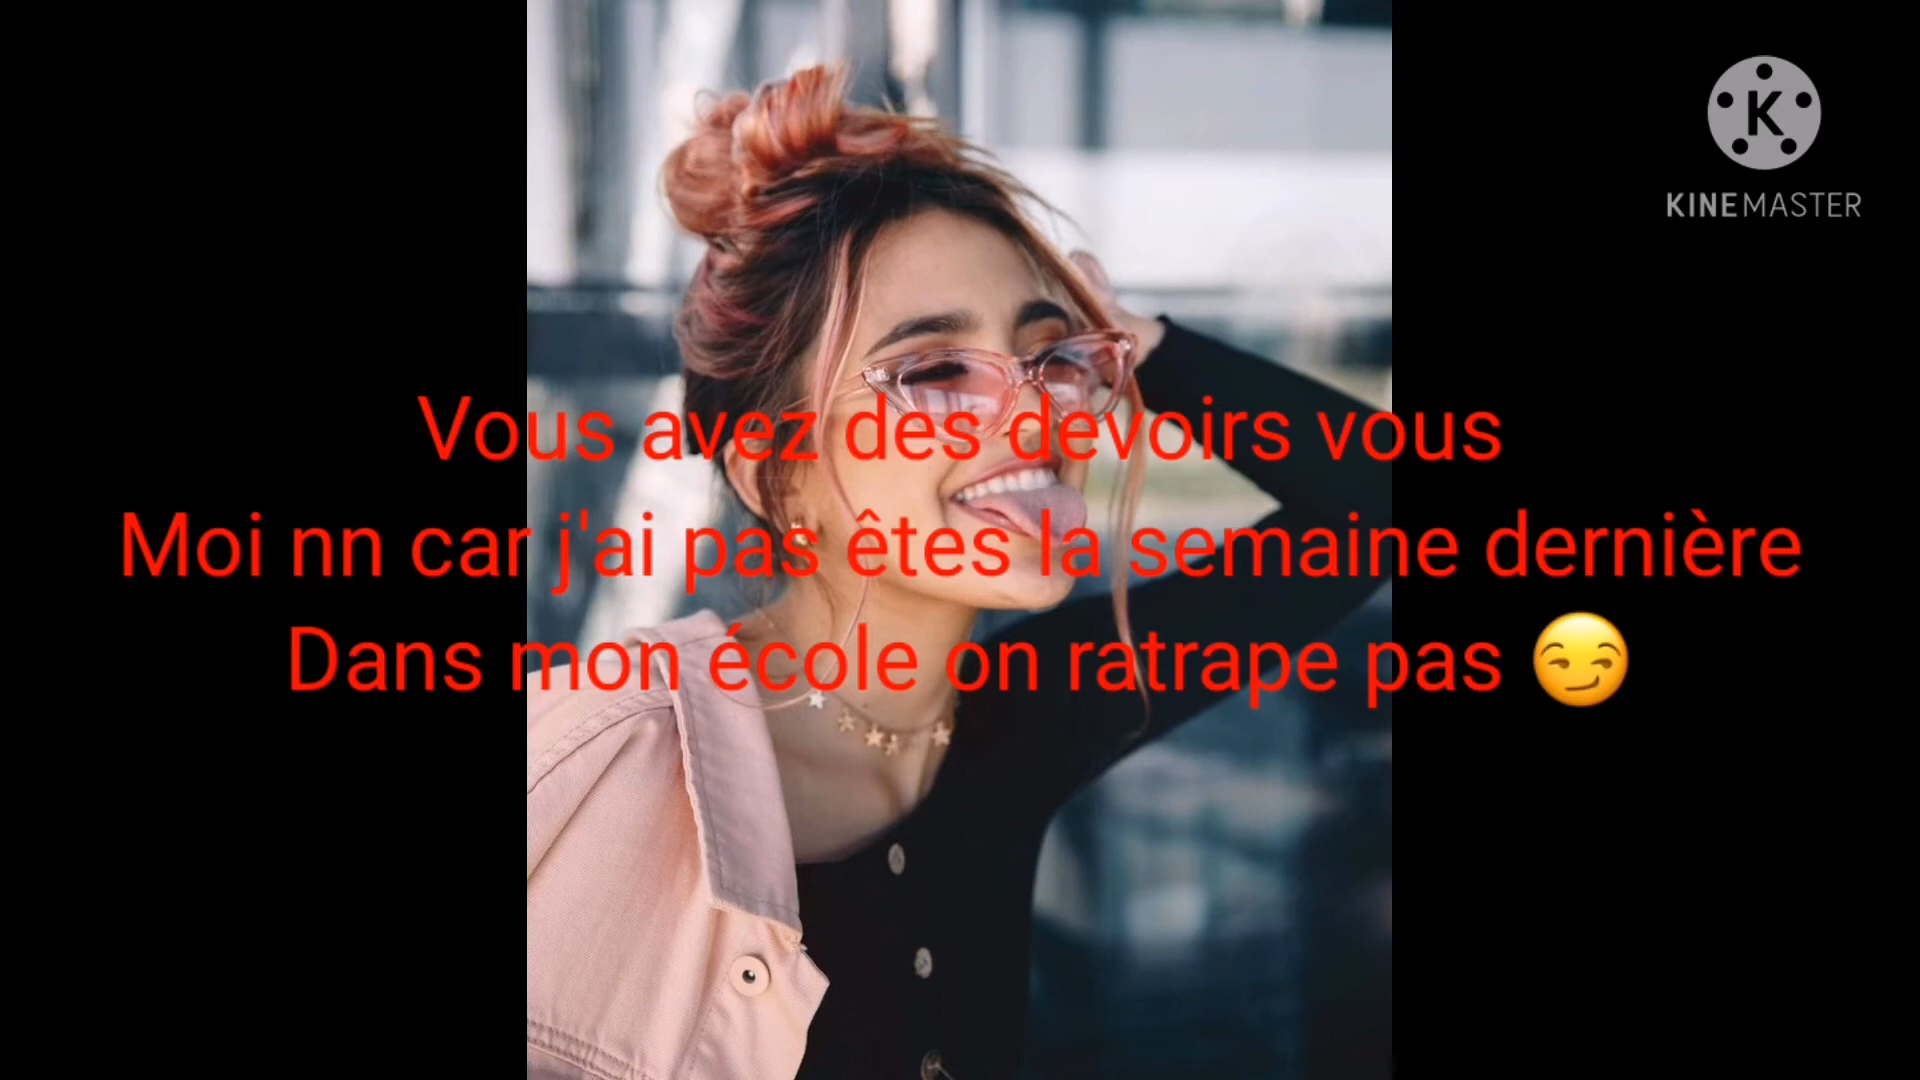 K
KINEMASTER
Vous avez des devoirs vous
Moi nn car j'ai pas êtes la semaine dernière
Dans mon école on ratrape pas 😏